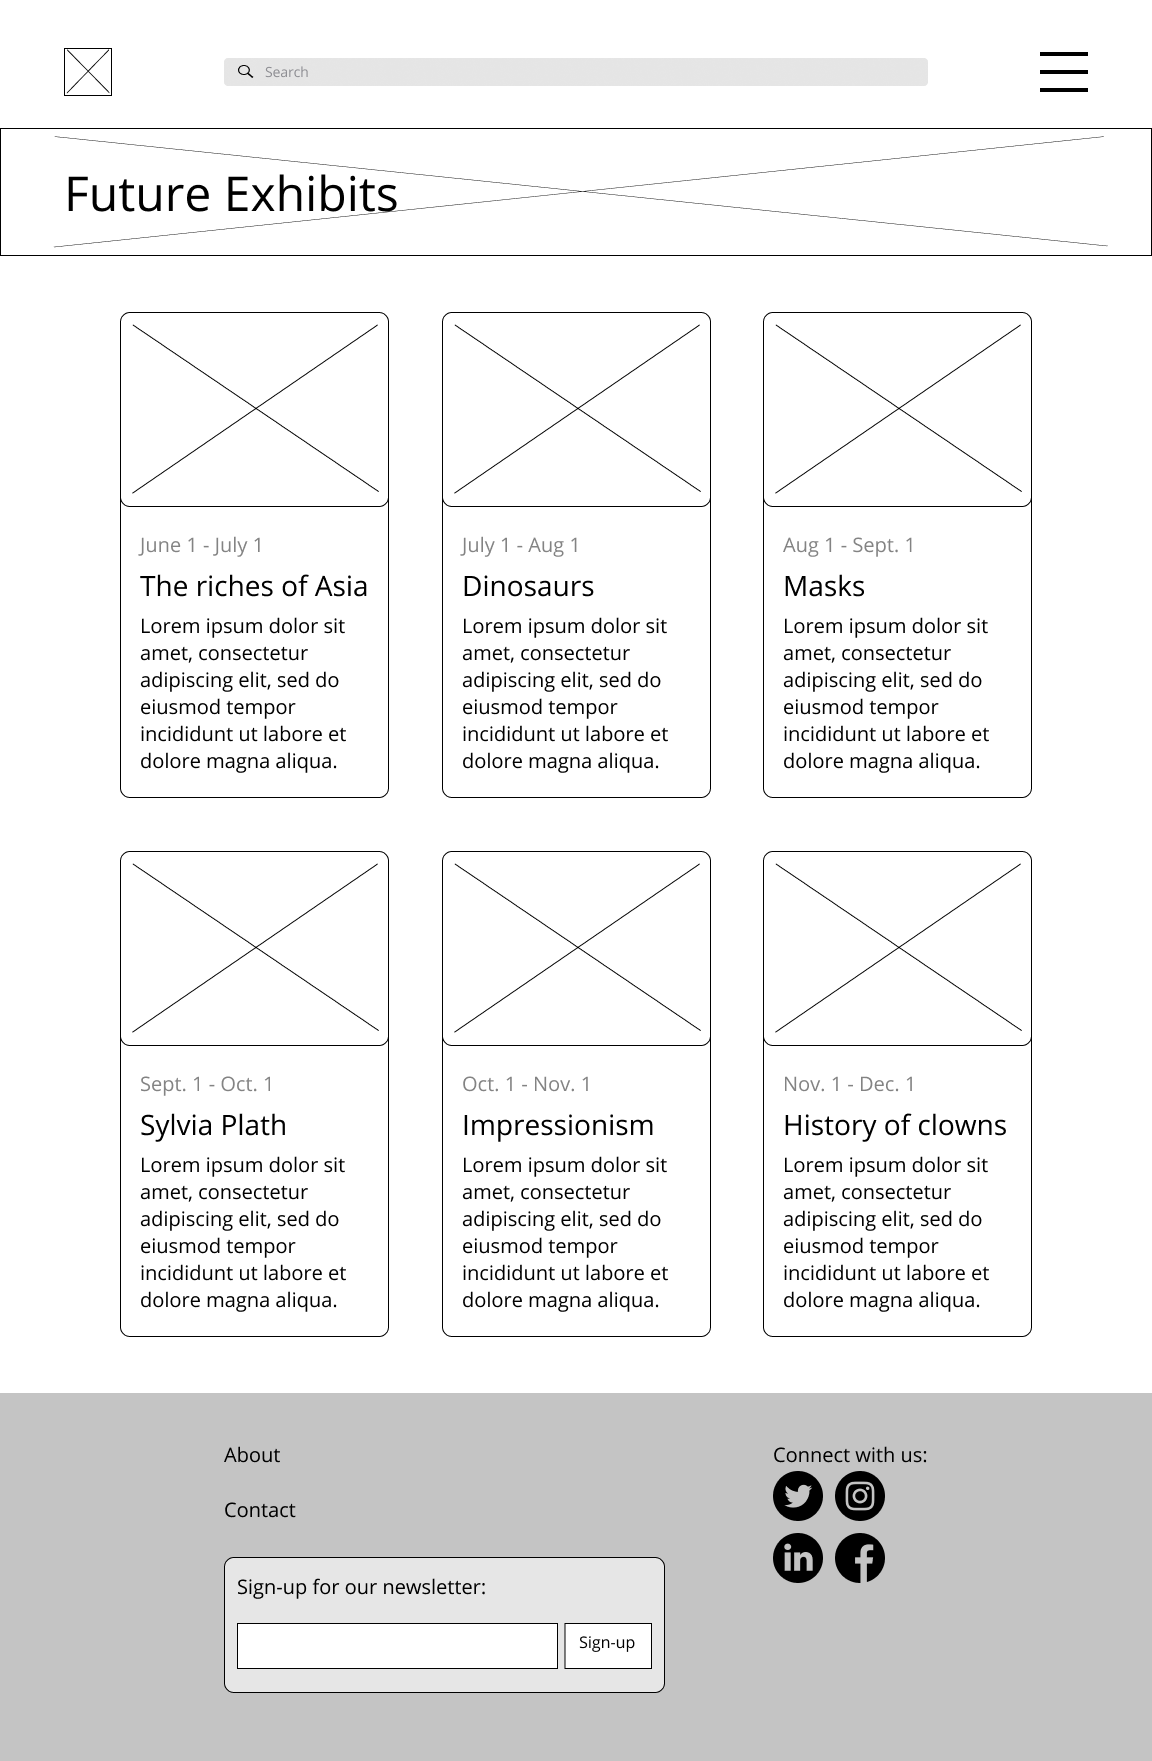 Search
Future Exhibits
June 1 - July 1
The riches of Asia
Lorem ipsum dolor sit
amet, consectetur
adipiscing elit, sed do
eiusmod tempor
incididunt ut labore et
dolore magna aliqua.
July 1 - Aug 1
Dinosaurs
Lorem ipsum dolor sit
amet, consectetur
adipiscing elit, sed do
eiusmod tempor
incididunt ut labore et
dolore magna aliqua.
Aug 1 - Sept. 1
Masks
Lorem ipsum dolor sit
amet, consectetur
adipiscing elit, sed do
eiusmod tempor
incididunt ut labore et
dolore magna aliqua.
Sept. 1 - Oct. 1
Sylvia Plath
Lorem ipsum dolor sit
amet, consectetur
adipiscing elit, sed do
eiusmod tempor
incididunt ut labore et
dolore magna aliqua.
Oct. 1 - Nov. 1
Impressionism
Lorem ipsum dolor sit
amet, consectetur
adipiscing elit, sed do
eiusmod tempor
incididunt ut labore et
dolore magna aliqua.
Nov. 1 - Dec. 1
History of clowns
Lorem ipsum dolor sit
amet, consectetur
adipiscing elit, sed do
eiusmod tempor
incididunt ut labore et
dolore magna aliqua.
About
Contact
Sign-up for our newsletter:
Sign-up
Connect with us:
in
f